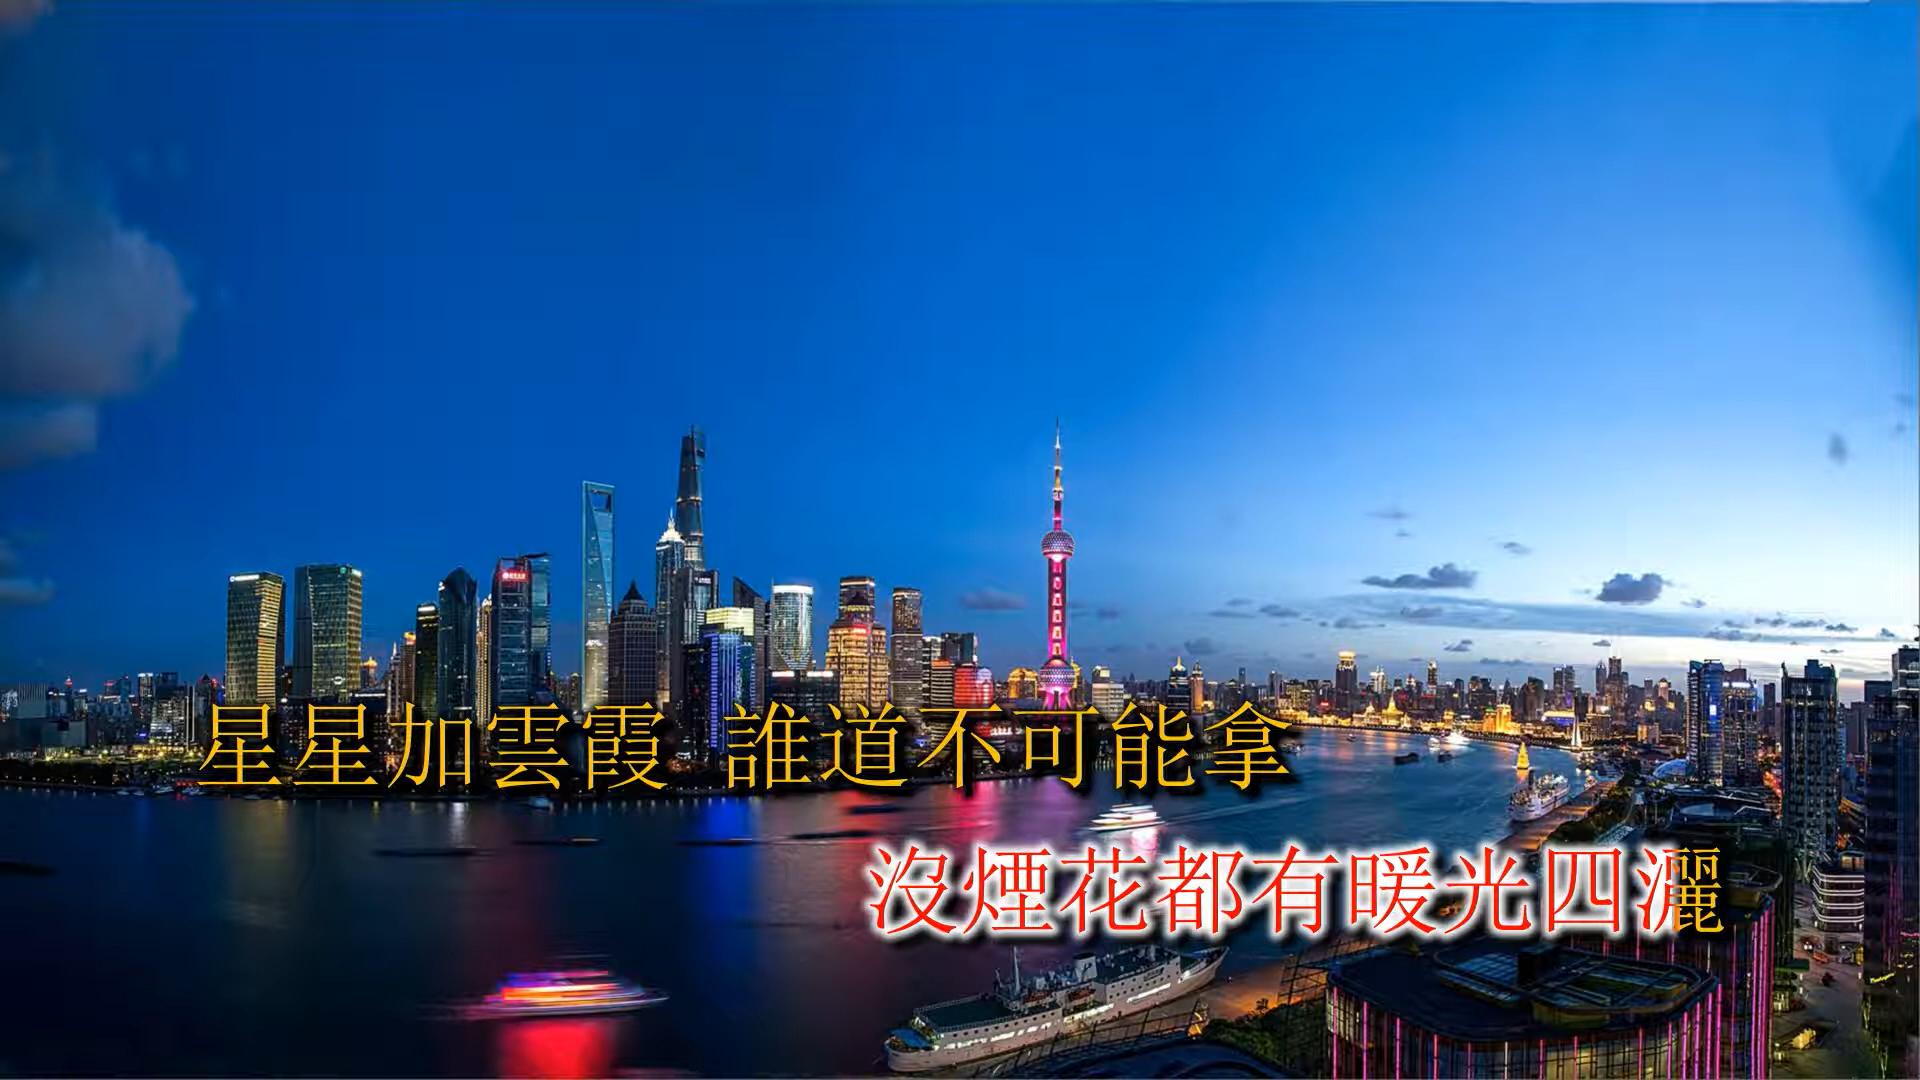 星星加雲霞 誰道不可能拿
沒煙花都有暖光四灑